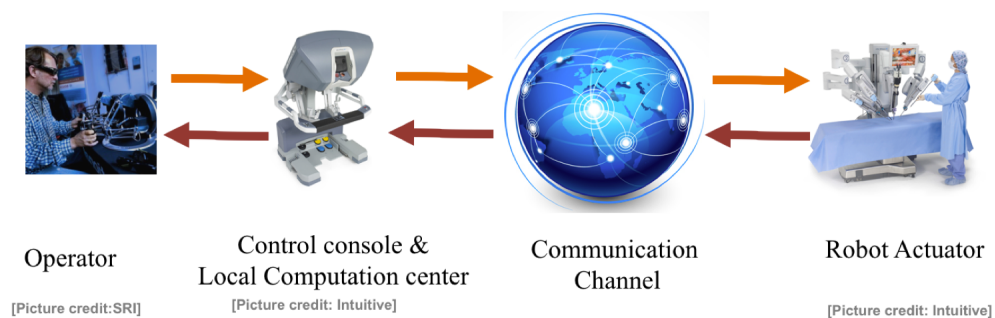 Operator
[Picture credit:SRI]
Control console &
Local Computation center
[Picture credit: Intuitive]
Communication
Channel
Robot Actuator
[Picture credit: Intuitive]